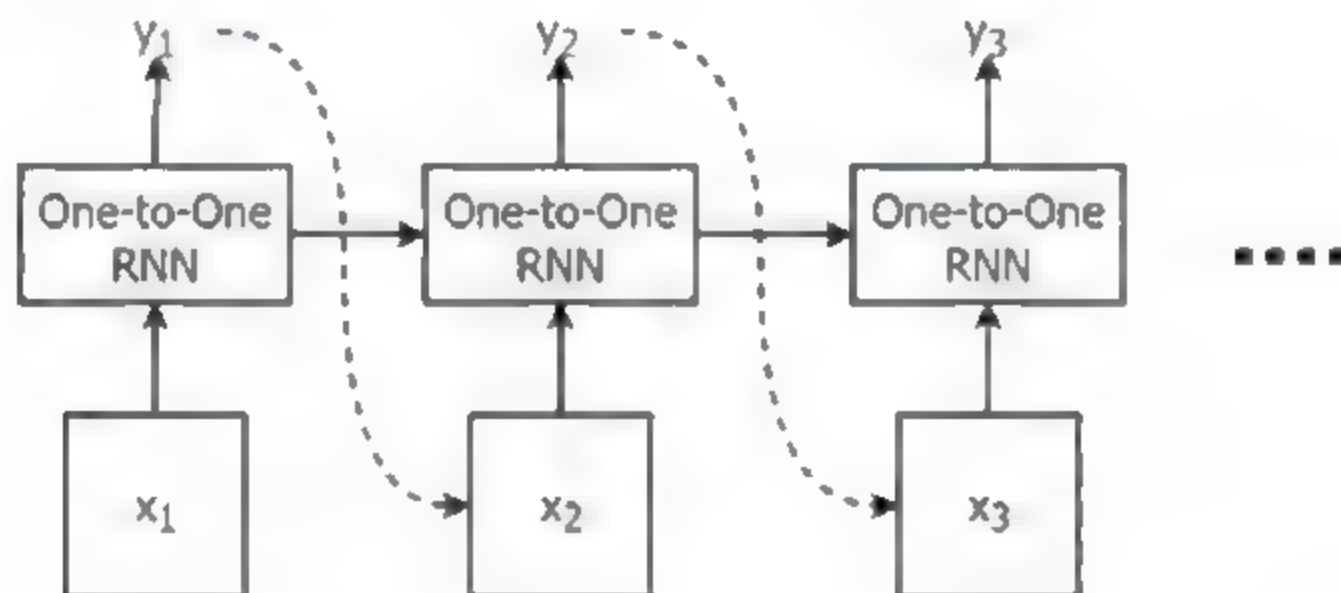 y₁ y₂ y₃
One-to-One One-to-One One-to-One
RNN RNN RNN
x₁ x₂ x₃